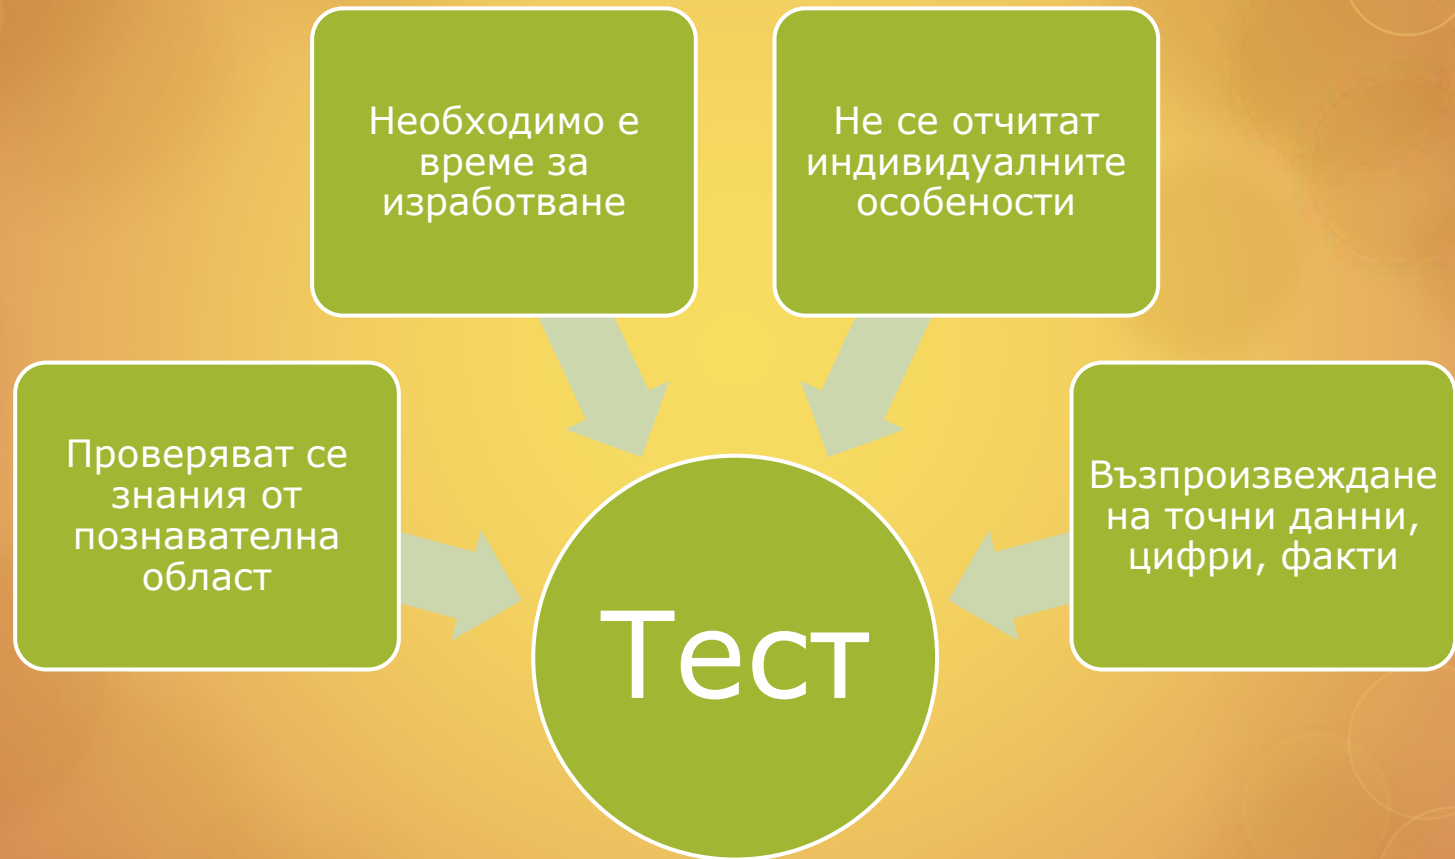 Необходимо е
време за
изработване
Не се отчитат
индивидуалните
особености
Проверяват се
знания от
познавателна
област
Възпроизвеждане
на точни данни,
цифри, факти
Тест